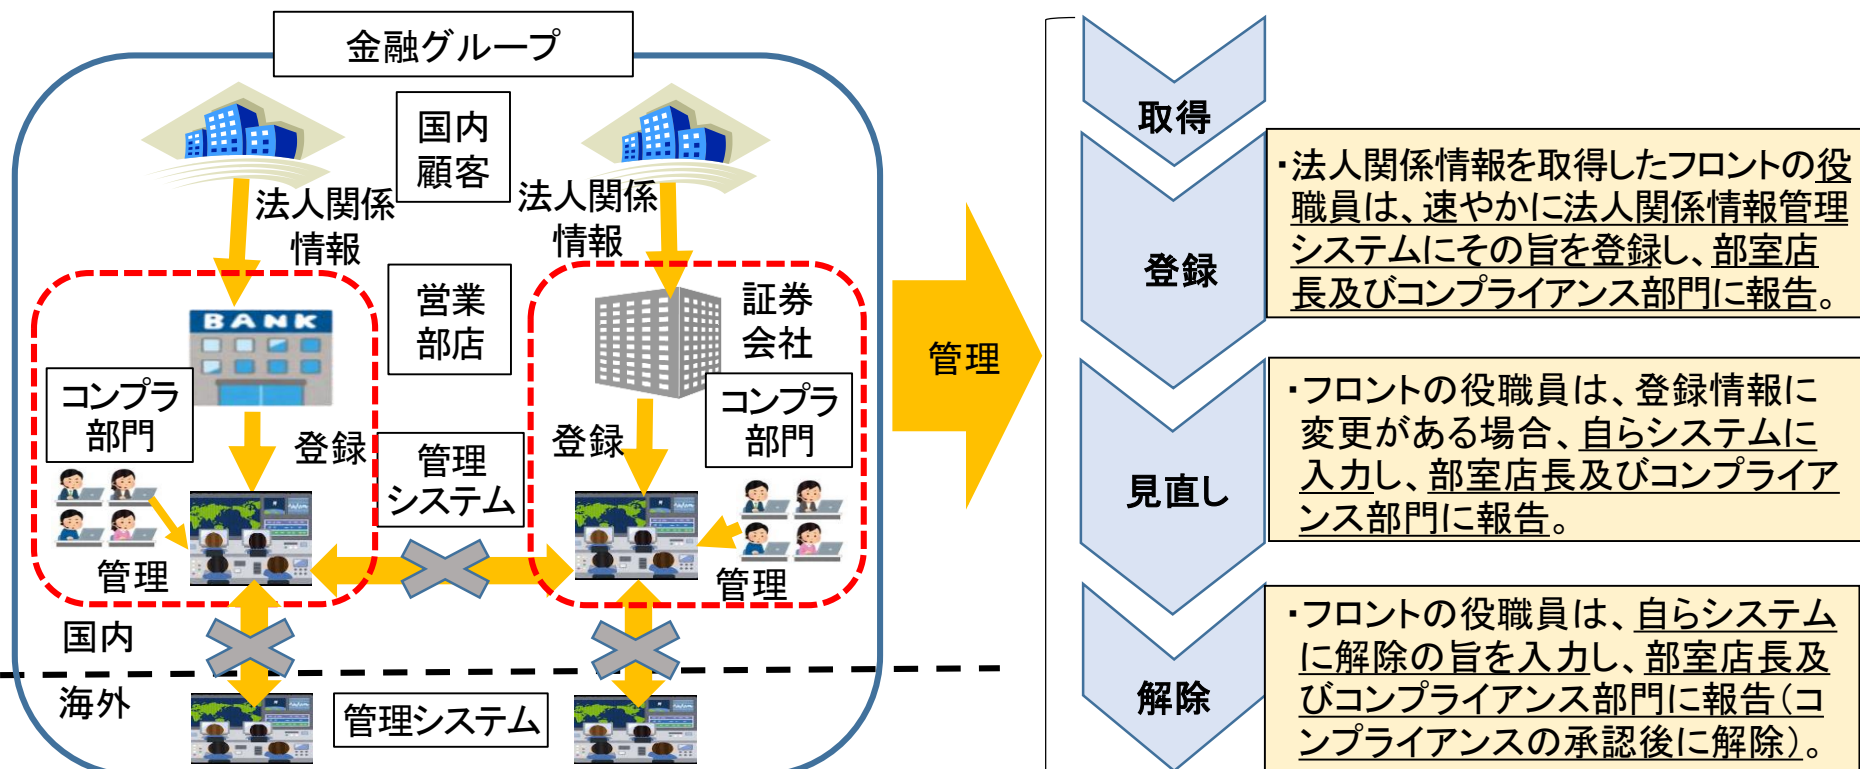 金融グループ
国内
顧客
法人関係
情報
法人関係
情報
営業
部店
BANK
証券
会社
コンプラ
部門
コンプラ
部門
登録
登録
管理
システム
管理
管理
国内
海外
管理システム
管理
取得
登録
・法人関係情報を取得したフロントの役
職員は、速やかに法人関係情報管理
システムにその旨を登録し、部室店
長及びコンプライアンス部門に報告。
見直し
・フロントの役職員は、登録情報に
変更がある場合、自らシステムに
入力し、部室店長及びコンプライア
ンス部門に報告。
解除
・フロントの役職員は、自らシステム
に解除の旨を入力し、部室店長及
びコンプライアンス部門に報告（コ
ンプライアンスの承認後に解除）。